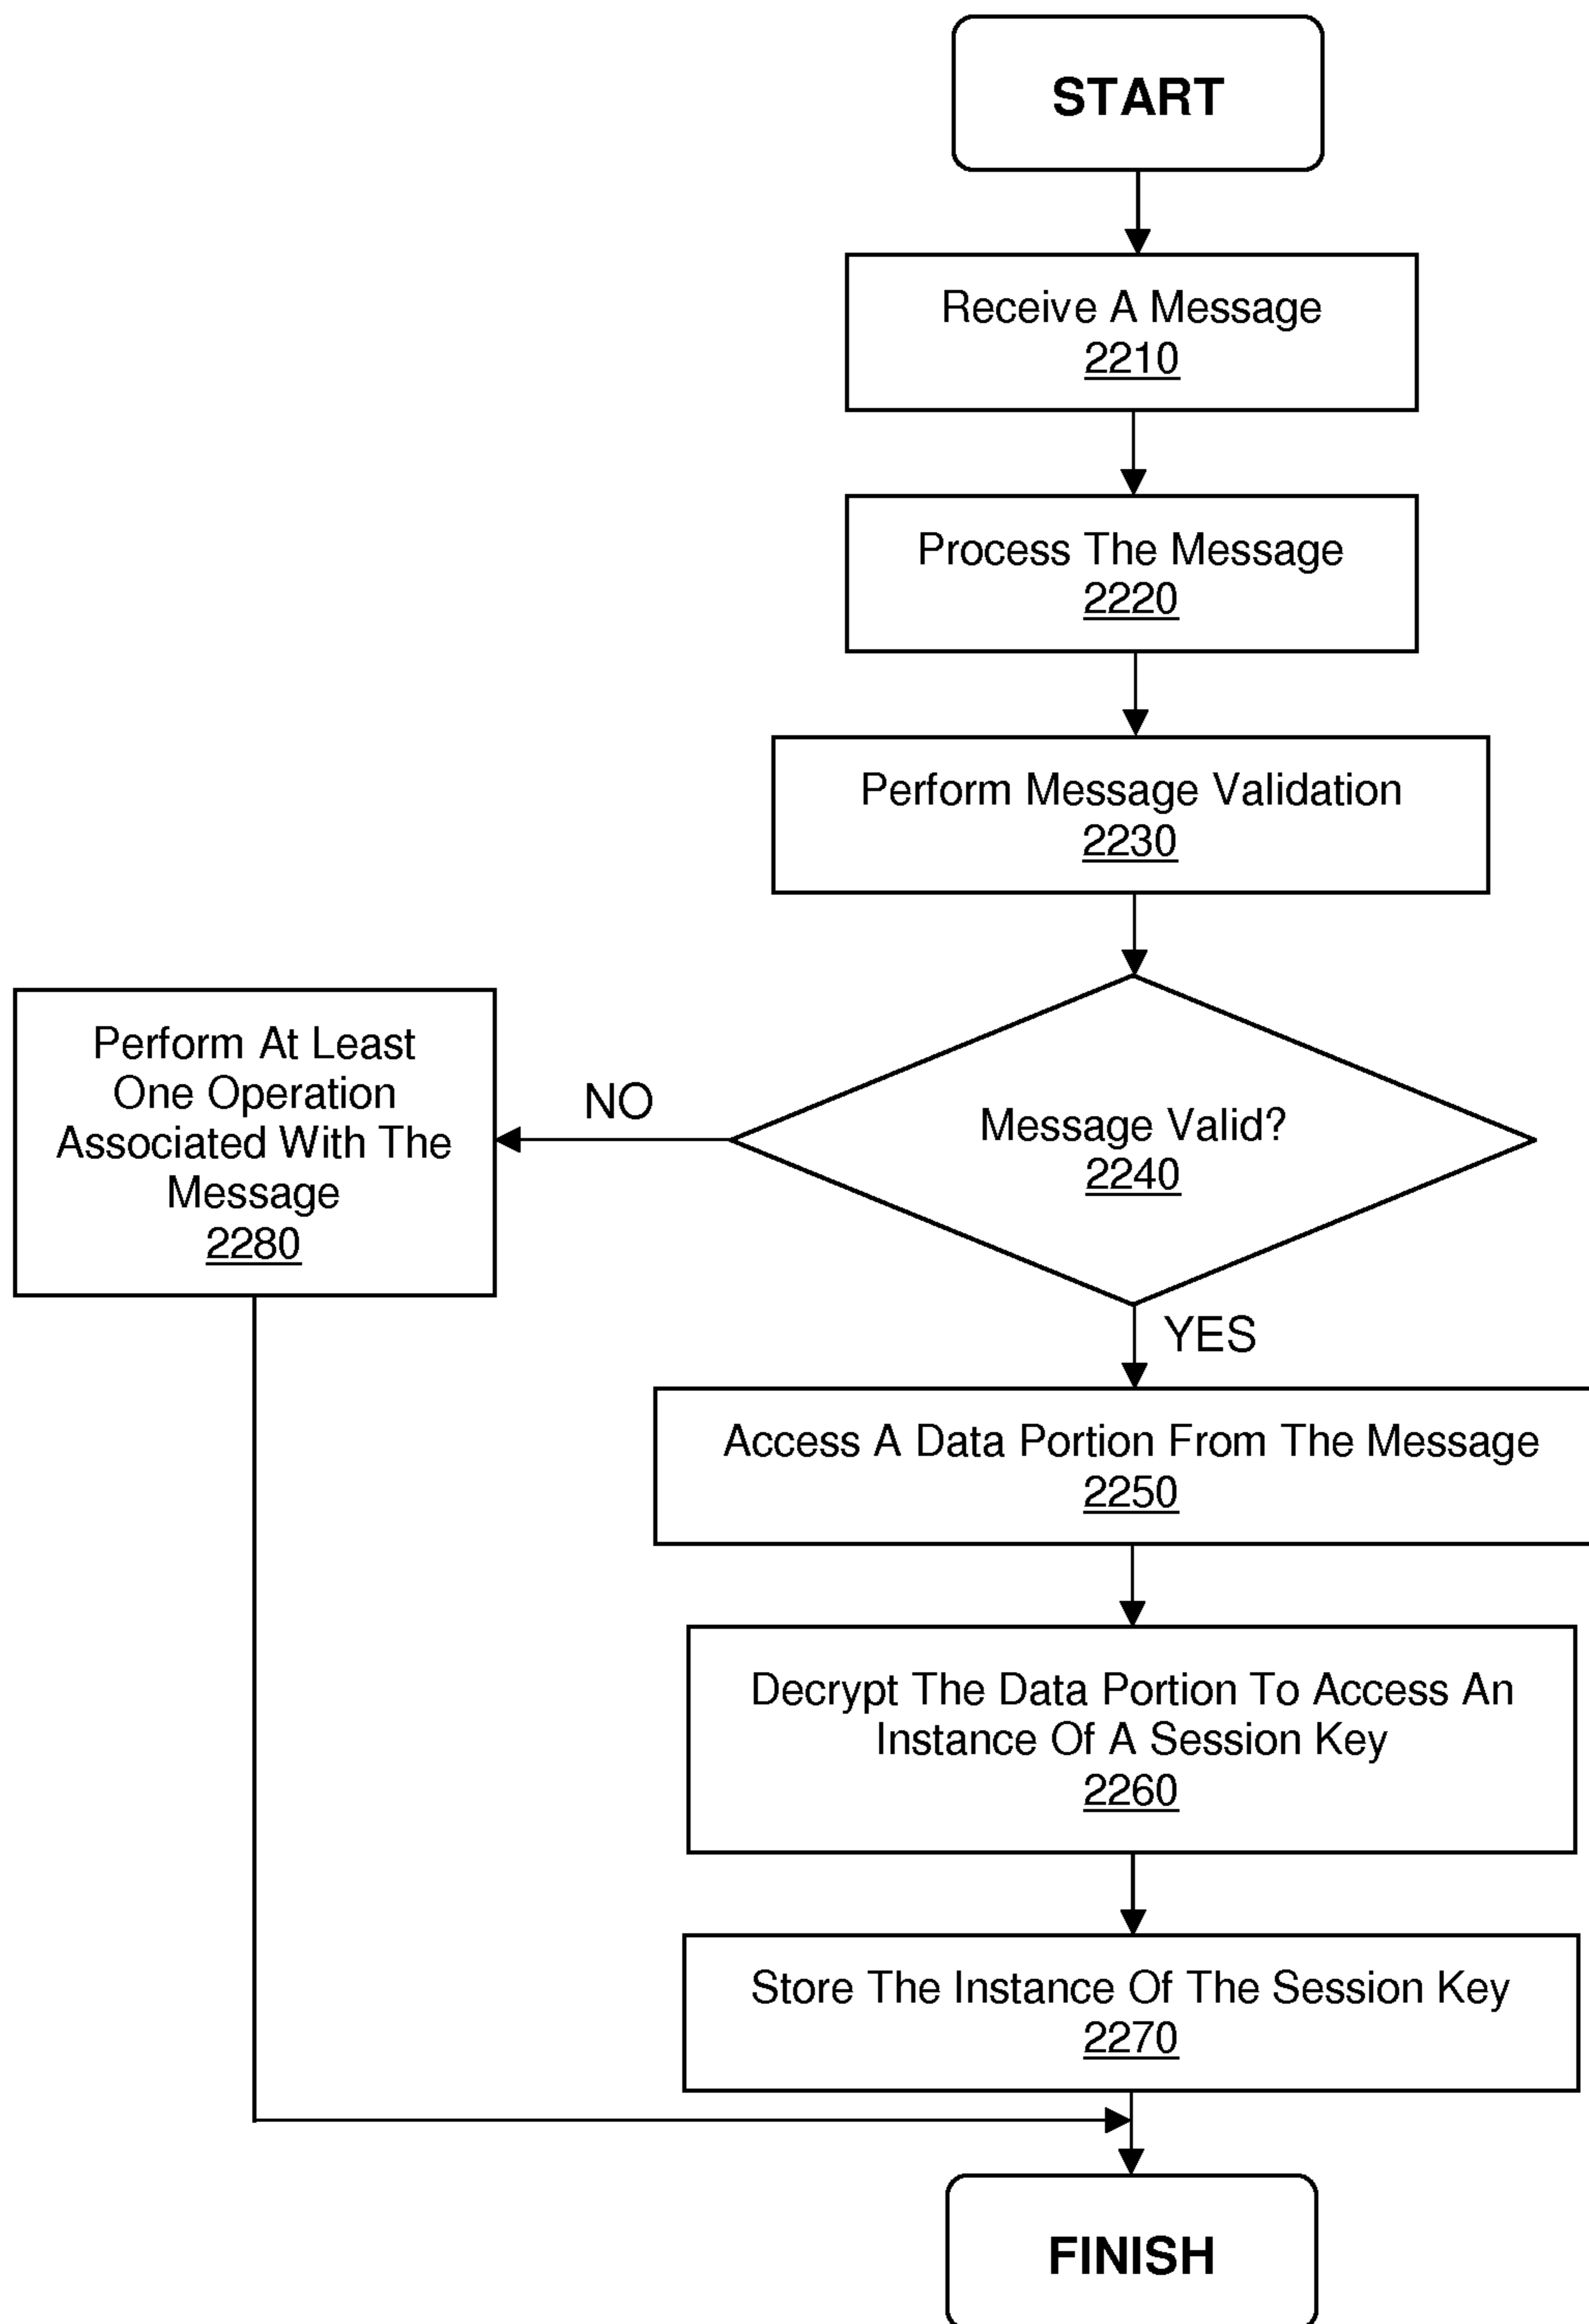 START
Receive A Message
2210
Process The Message
2220
Perform Message Validation
2230
Message Valid?
2240
NO
Perform At Least
One Operation
Associated With The
Message
2280
YES
Access A Data Portion From The Message
2250
Decrypt The Data Portion To Access An
Instance Of A Session Key
2260
Store The Instance Of The Session Key
2270
FINISH